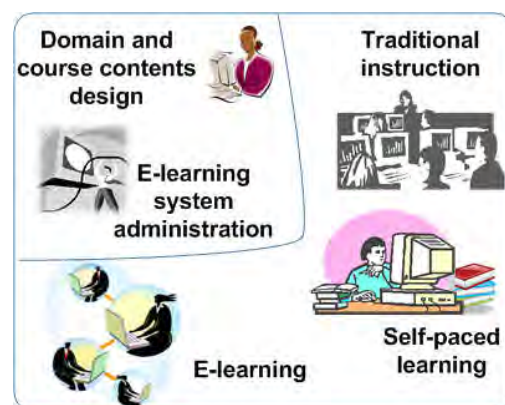 Domain and
course contents
design
Traditional
instruction
E-learning
system
administration
Self-paced
learning
E-learning